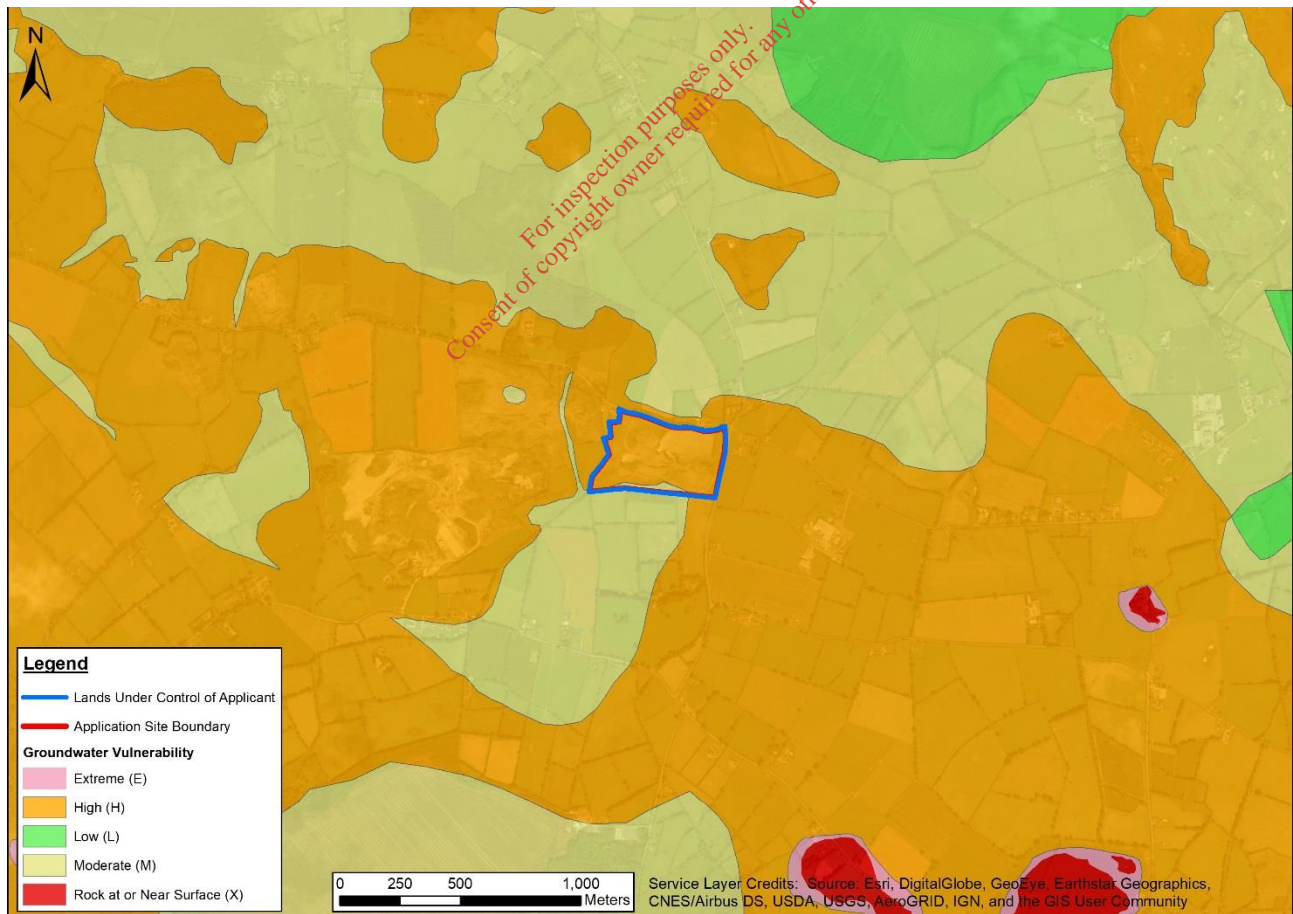 N
For inspection purposes only.
Consent of copyright owner required for any
Legend
Lands Under Control of Applicant
Application Site Boundary
Groundwater Vulnerability
Extreme (E)
High (H)
Low (L)
Moderate (M)
Rock at or Near Surface (X)
0 250 500 1,000
Meters
Service Layer Credits: Source: Esri, DigitalGlobe, GeoEye, Earthstar Geographics,
CNES/Airbus DS, USDA, USGS, AeroGRID, IGN, and the GIS User Community